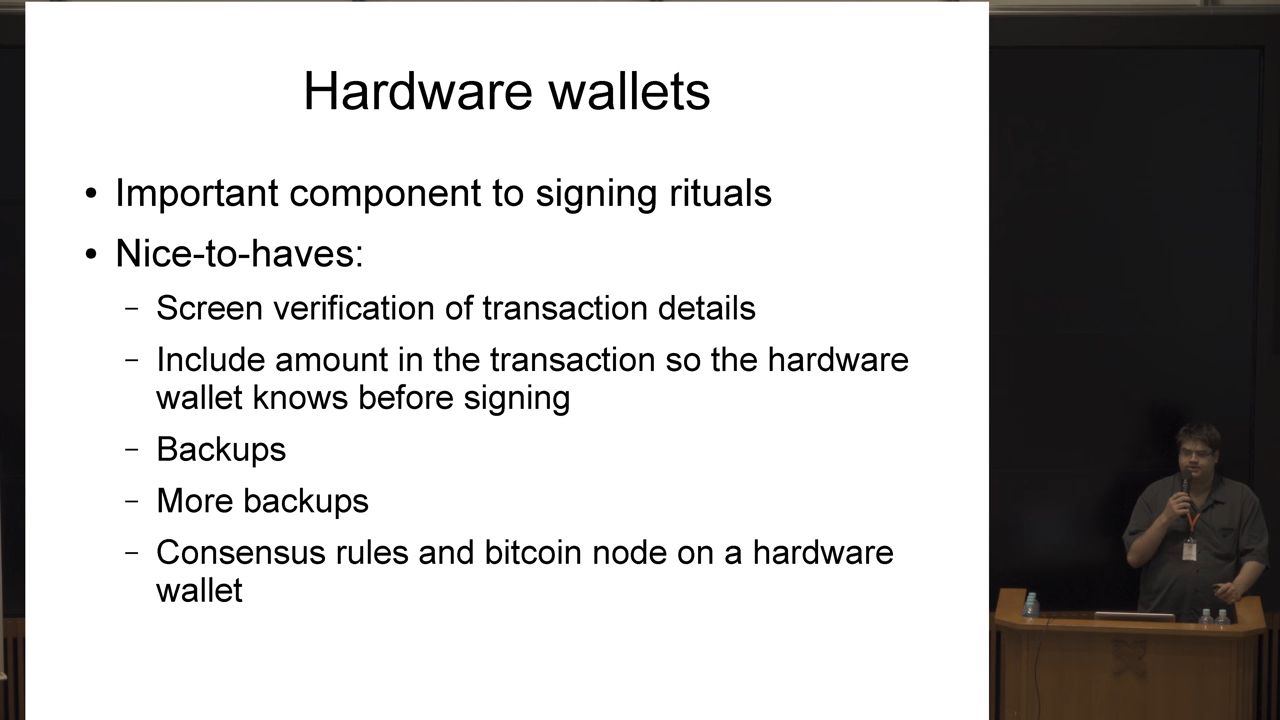 Hardware wallets
• Important component to signing rituals
• Nice-to-haves:
– Screen verification of transaction details
– Include amount in the transaction so the hardware
wallet knows before signing
– Backups
– More backups
– Consensus rules and bitcoin node on a hardware
wallet